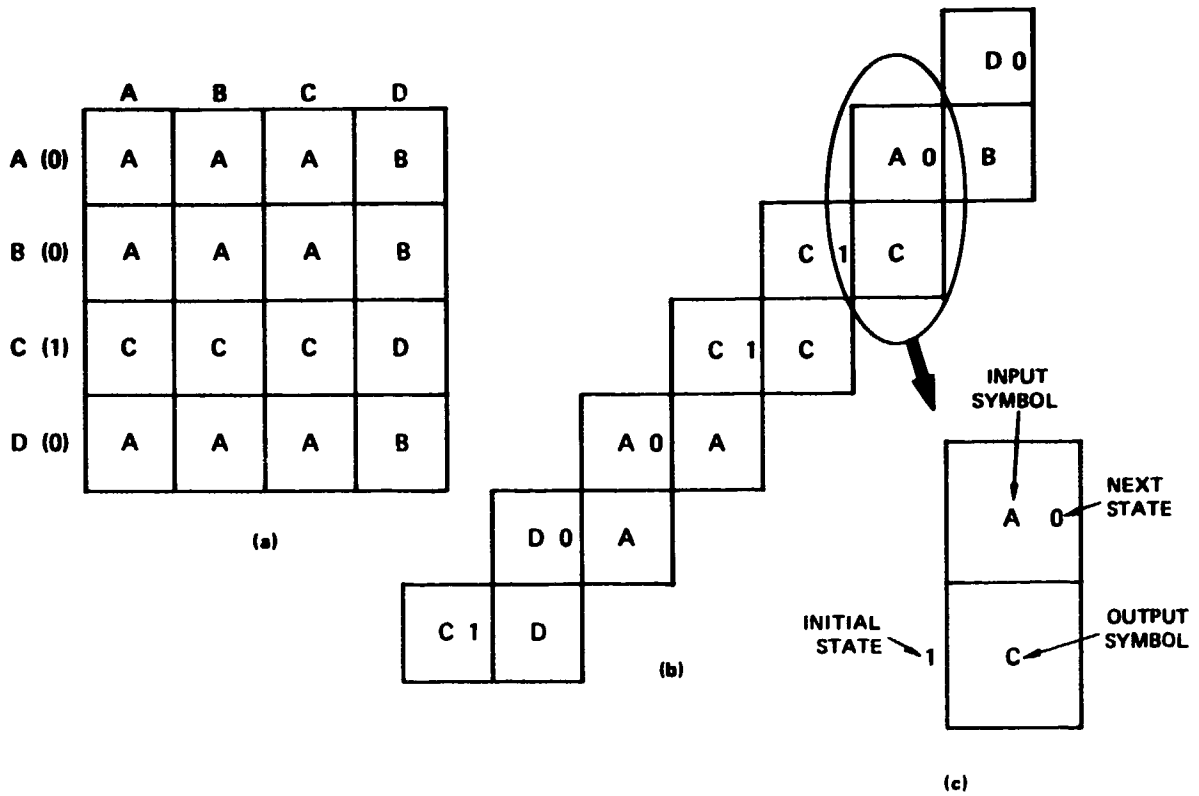 A B C D
A (0) A A A B
B (0) A A A B
C (1) C C C D
D (0) A A A B
(a)
D 0
A 0 B
C 1 C
C 1 C
A 0 A
D 0 A
C 1 D
(b)
INPUT
SYMBOL
A 0
NEXT
STATE
INITIAL
STATE
1
C
OUTPUT
SYMBOL
(c)